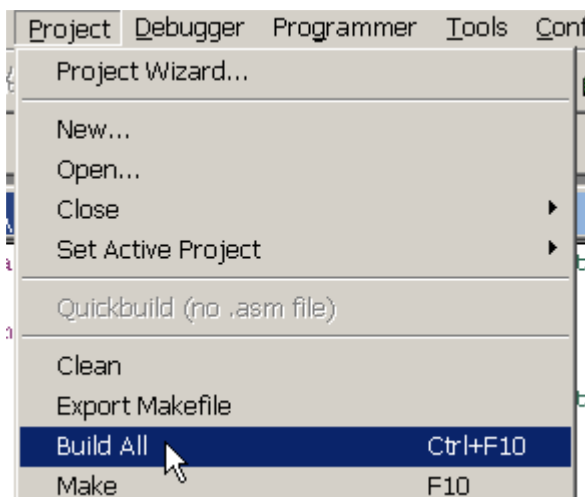 Project Debugger Programmer Tools
Project Wizard...
New...
Open...
Close
Set Active Project
Quickbuild (no .asm file)
Clean
Export Makefile
Build All Ctrl+F10
Make F10